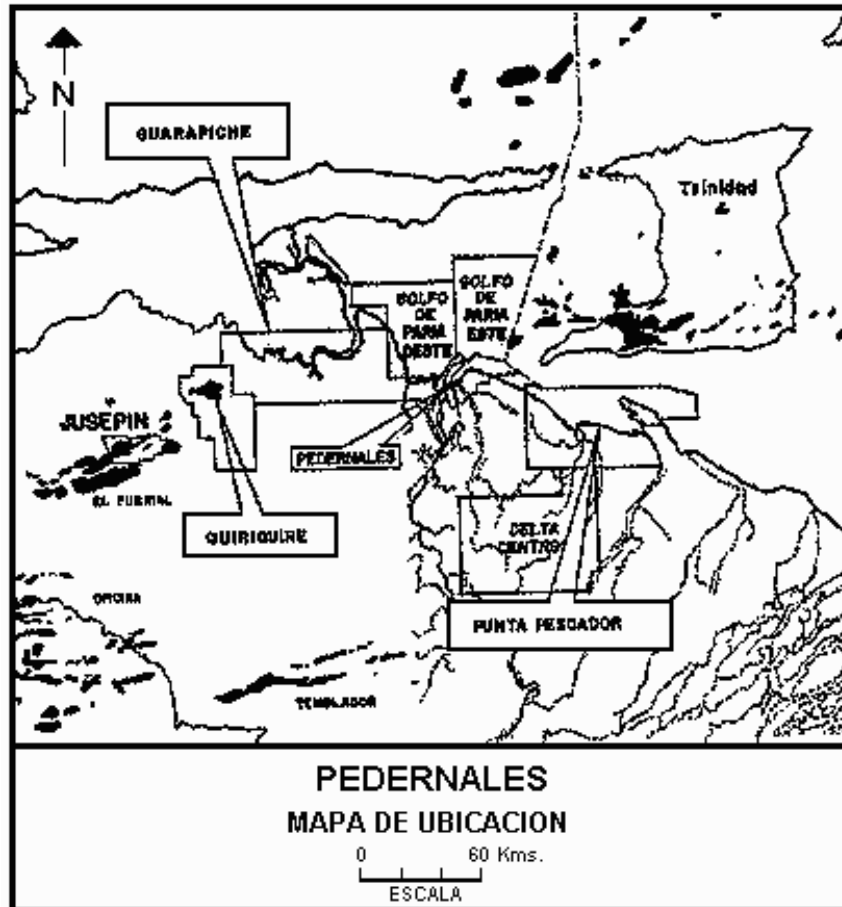 N
GUARAPICHE
Trinidad
GOLFO
DE
PARIA
OESTE
GOLFO
DE
PARIA
ESTE
JUSEPIN
EL FURRIAL
PEDERNALES
QUIRIQUIRE
DELTA
CENTRO
OFICINA
PUNTA PESCADOR
TEMBLADOR
PEDERNALES
MAPA DE UBICACION
0 60 Kms.
ESCALA